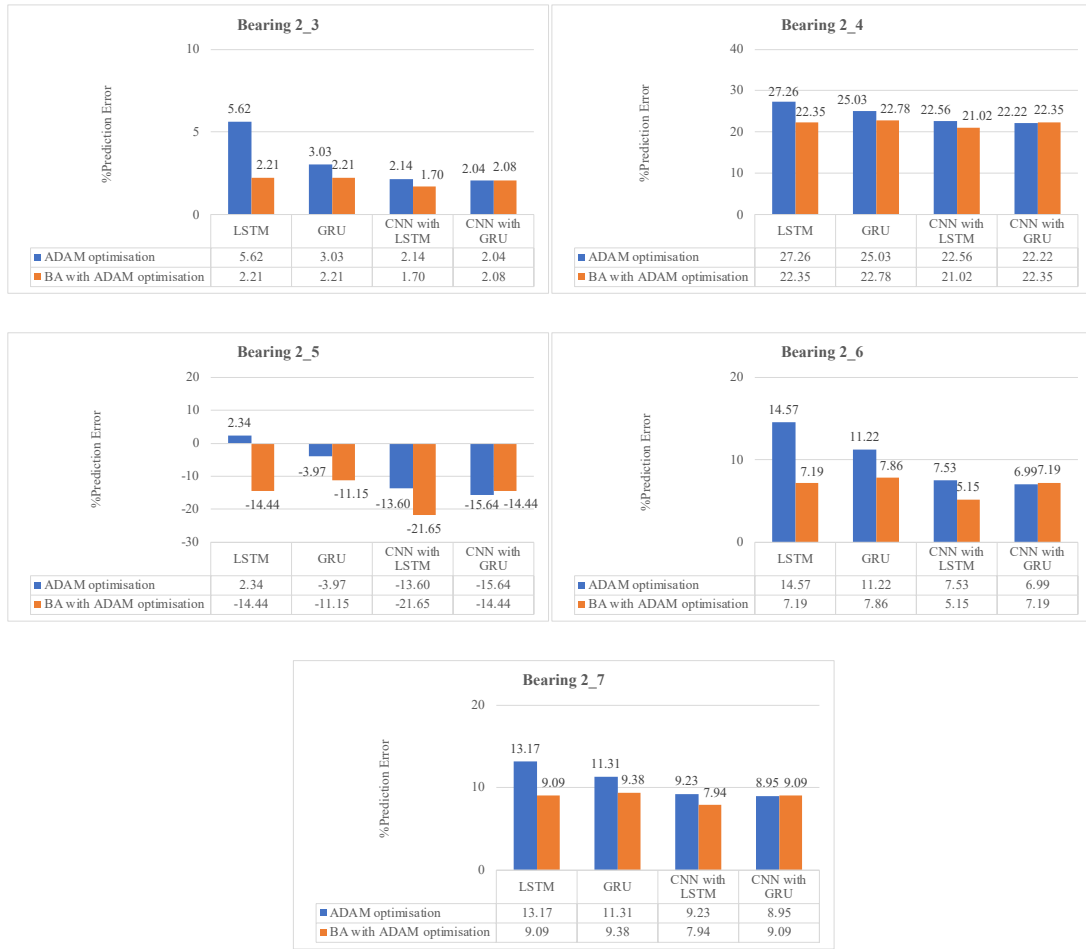 Bearing 2_3
%Prediction Error
10
5
0
5.62
2.21
3.03
2.21
2.14
1.70
2.04
2.08
LSTM GRU CNN with LSTM CNN with GRU
ADAM optimisation 5.62 3.03 2.14 2.04
BA with ADAM optimisation 2.21 2.21 1.70 2.08
Bearing 2_4
%Prediction Error
40
30
20
10
0
27.26
22.35
25.03
22.78
22.56
21.02
22.22
22.35
LSTM GRU CNN with LSTM CNN with GRU
ADAM optimisation 27.26 25.03 22.56 22.22
BA with ADAM optimisation 22.35 22.78 21.02 22.35
Bearing 2_5
%Prediction Error
20
10
0
-10
-20
-30
2.34
-14.44
-3.97
-11.15
-13.60
-21.65
-15.64
-14.44
LSTM GRU CNN with LSTM CNN with GRU
ADAM optimisation 2.34 -3.97 -13.60 -15.64
BA with ADAM optimisation -14.44 -11.15 -21.65 -14.44
Bearing 2_6
%Prediction Error
20
10
0
14.57
7.19
11.22
7.86
7.53
5.15
6.99
7.19
LSTM GRU CNN with LSTM CNN with GRU
ADAM optimisation 14.57 11.22 7.53 6.99
BA with ADAM optimisation 7.19 7.86 5.15 7.19
Bearing 2_7
%Prediction Error
20
10
0
13.17
9.09
11.31
9.38
9.23
7.94
8.95
9.09
LSTM GRU CNN with LSTM CNN with GRU
ADAM optimisation 13.17 11.31 9.23 8.95
BA with ADAM optimisation 9.09 9.38 7.94 9.09